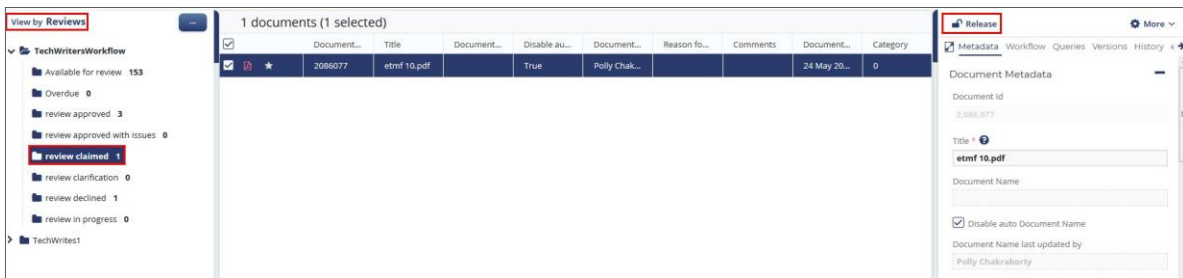 View by Reviews
...
TechWritersWorkflow
Available for review 153
Overdue 0
review approved 3
review approved with issues 0
review claimed 1
review clarification 0
review declined 1
review in progress 0
TechWrites1
1 documents (1 selected)
Document... Title Document... Disable au... Document... Reason fo... Comments Document... Category
2086077 etmf 10.pdf True Polly Chak... 24 May 20... 0
Release More
Metadata Workflow Queries Versions History
Document Metadata
Document Id
2,086,077
Title *
etmf 10.pdf
Document Name
Disable auto Document Name
Document Name last updated by
Polly Chakraborty